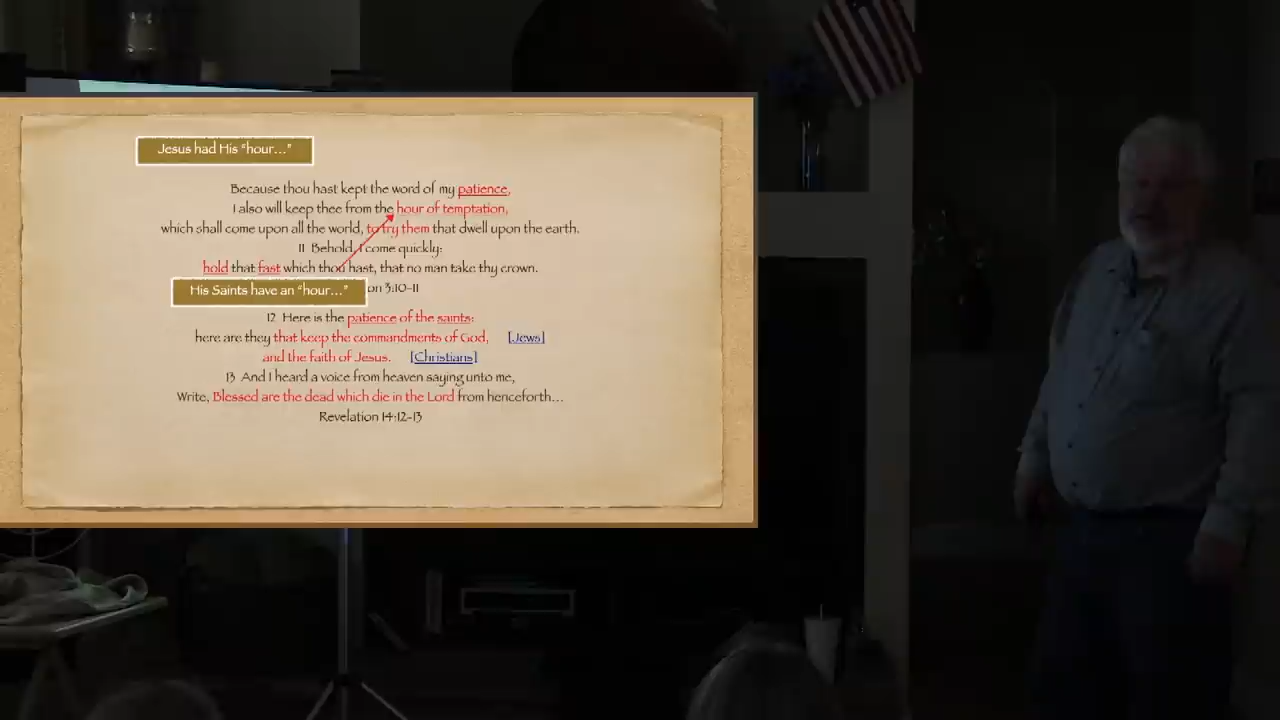 Jesus had His “hour…”
Because thou hast kept the word of my patience,
I also will keep thee from the hour of temptation,
which shall come upon all the world, to try them that dwell upon the earth.
11 Behold, I come quickly:
hold that fast which thou hast, that no man take thy crown.
His Saints have an “hour…”
on 3:10-11
12 Here is the patience of the saints:
here are they that keep the commandments of God, [Jews]
and the faith of Jesus. [Christians]
13 And I heard a voice from heaven saying unto me,
Write, Blessed are the dead which die in the Lord from henceforth…
Revelation 14:12-13